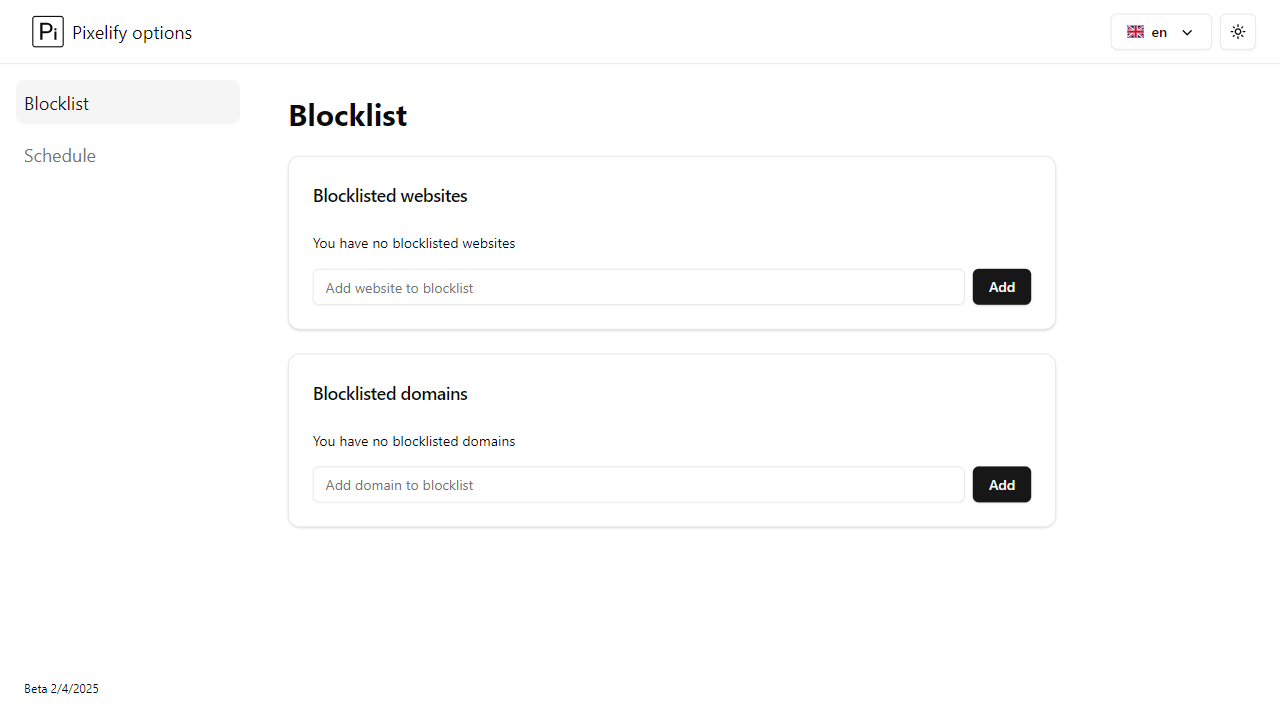 Pi Pixelify options
en
Blocklist
Schedule
Blocklist
Blocklisted websites
You have no blocklisted websites
Add website to blocklist
Add
Blocklisted domains
You have no blocklisted domains
Add domain to blocklist
Add
Beta 2/4/2025